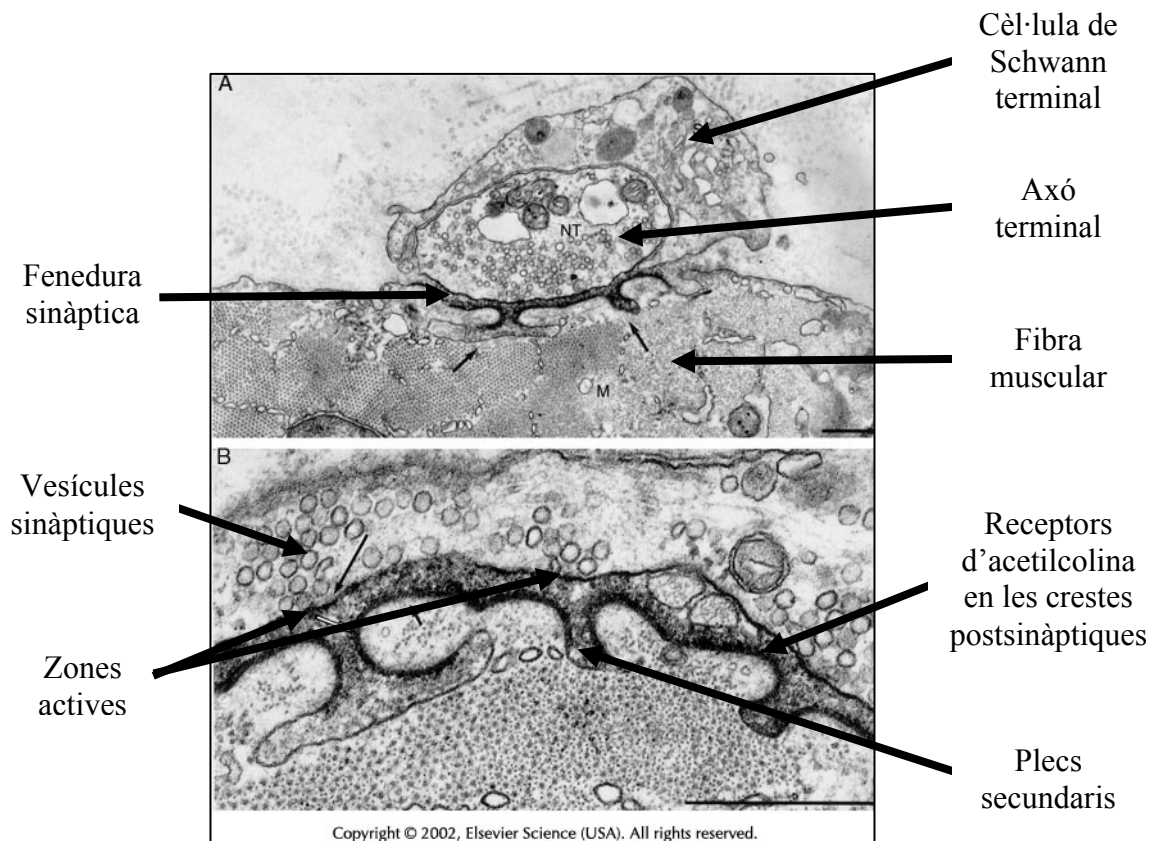 Cèl·lula de
Schwann
terminal
A
Axó
terminal
NT
Fenedura
sinàptica
Fibra
muscular
M
B
Vesícules
sinàptiques
Receptors
d’acetilcolina
en les crestes
postsinàptiques
Zones
actives
Plecs
secundaris
Copyright © 2002, Elsevier Science (USA). All rights reserved.